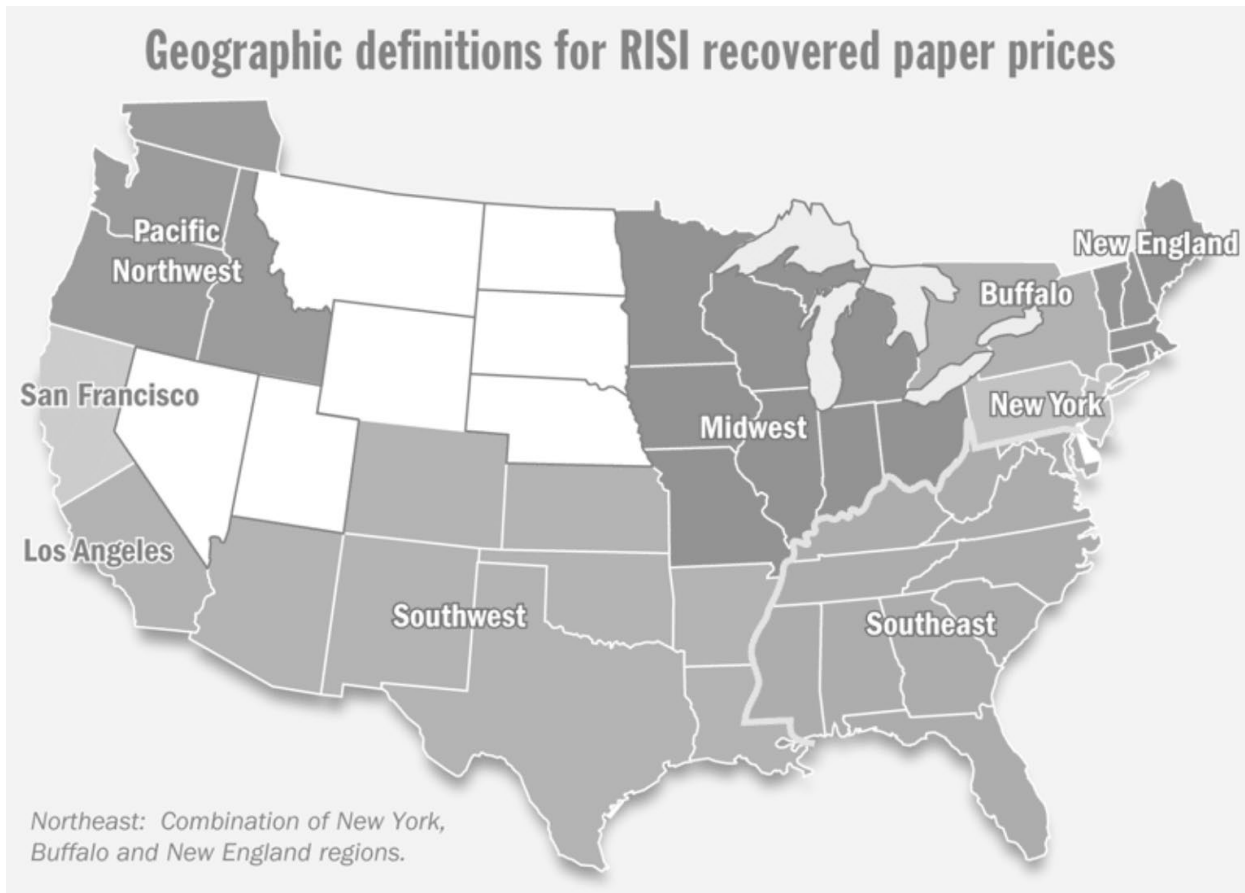 Geographic definitions for RISI recovered paper prices
Pacific
Northwest
New England
Buffalo
San Francisco
New York
Midwest
Los Angeles
Southwest
Southeast
Northeast: Combination of New York,
Buffalo and New England regions.